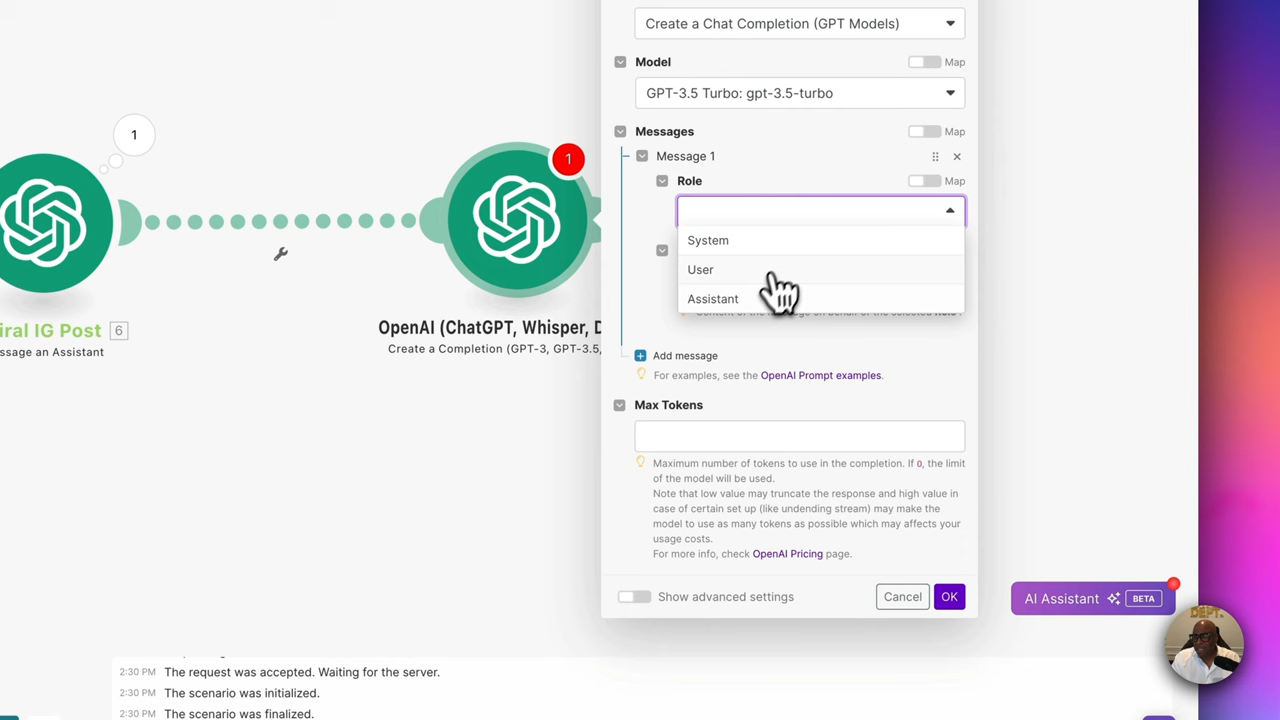 Create a Chat Completion (GPT Models)
Model
Map
GPT-3.5 Turbo: gpt-3.5-turbo
Messages
Map
Message 1
Role
Map
System
User
Assistant
Add message
For examples, see the OpenAI Prompt examples.
Max Tokens
Maximum number of tokens to use in the completion. If 0, the limit
of the model will be used.
Note that low value may truncate the response and high value in
case of certain set up (like undending stream) may make the
model to use as many tokens as possible which may affects your
usage costs.
For more info, check OpenAI Pricing page.
Show advanced settings
Cancel
OK
1
1
iral IG Post 6
ssage an Assistant
OpenAI (ChatGPT, Whisper, D
Create a Completion (GPT-3, GPT-3.5,
AI Assistant BETA
DEPT.
2:30 PM The request was accepted. Waiting for the server.
2:30 PM The scenario was initialized.
2:30 PM The scenario was finalized.